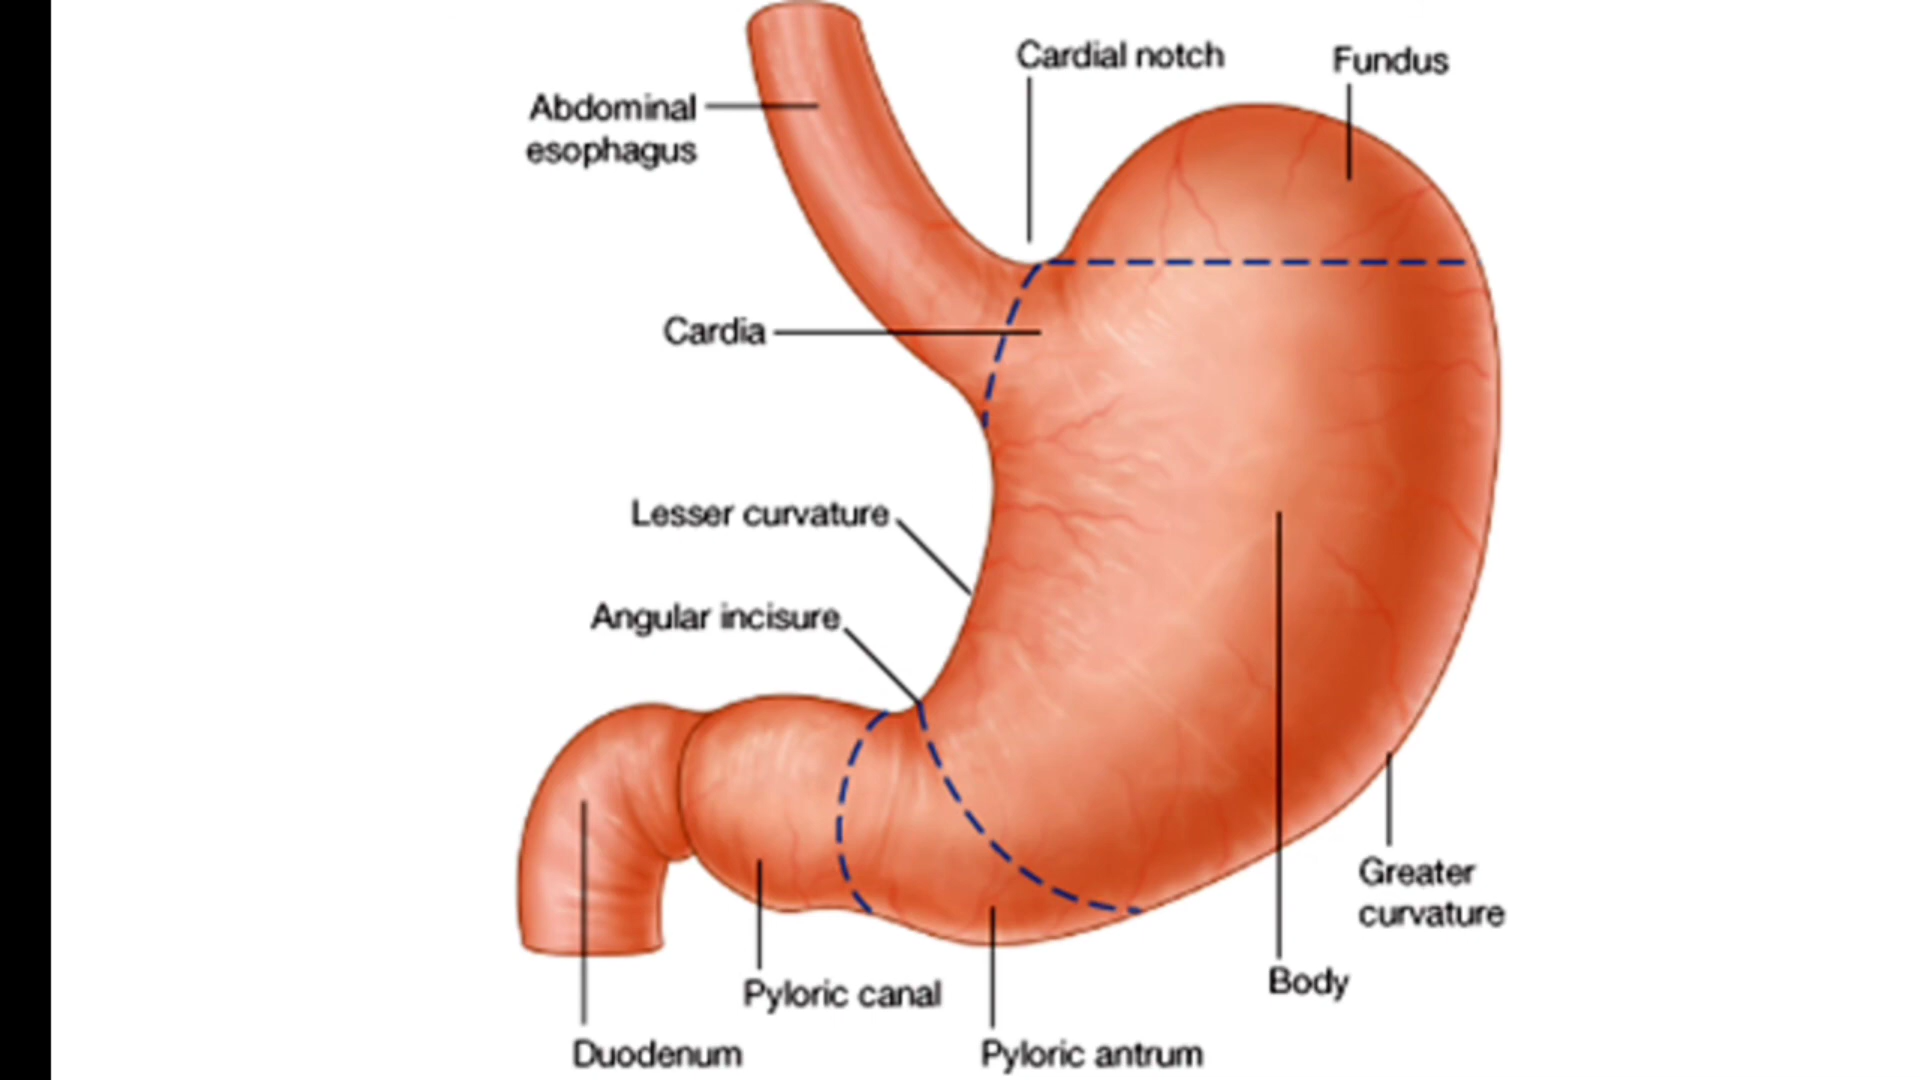 Cardial notch
Fundus
Abdominal
esophagus
Cardia
Lesser curvature
Angular incisure
Greater
curvature
Body
Pyloric canal
Duodenum
Pyloric antrum